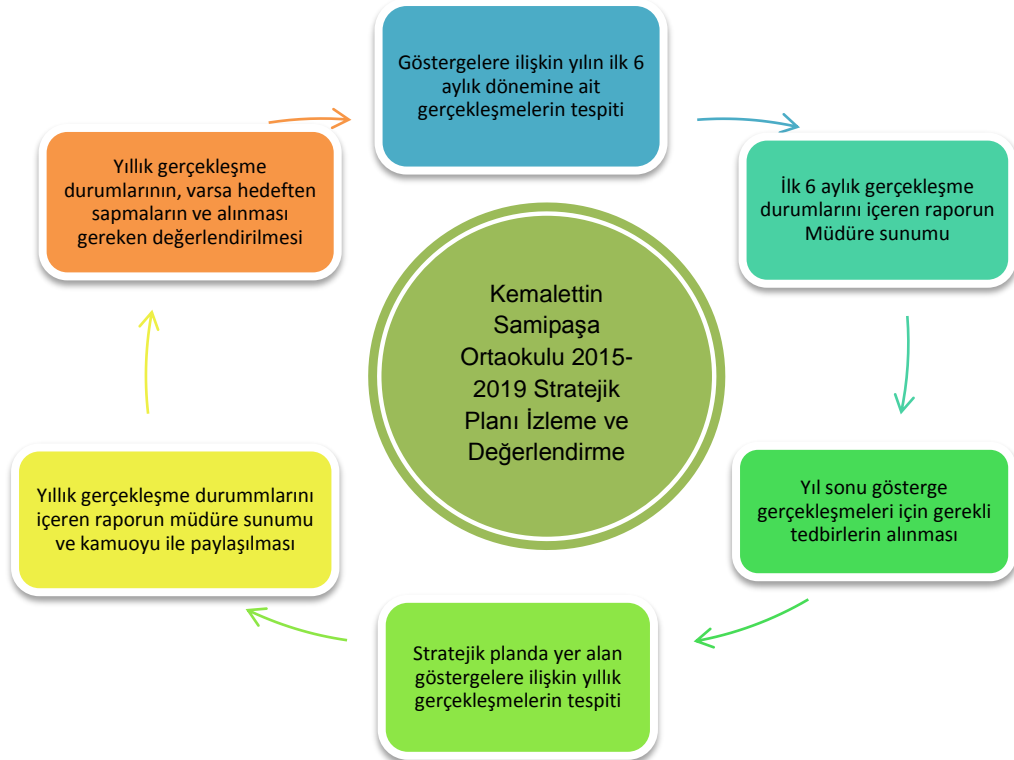 Göstergelere ilişkin yılın ilk 6
aylık dönemine ait
gerçekleşmelerin tespiti
İlk 6 aylık gerçekleşme
durumlarını içeren raporun
Müdüre sunumu
Yıl sonu gösterge
gerçekleşmeleri için gerekli
tedbirlerin alınması
Stratejik planda yer alan
göstergelere ilişkin yıllık
gerçekleşmelerin tespiti
Yıllık gerçekleşme durummlarını
içeren raporun müdüre sunumu
ve kamuoyu ile paylaşılması
Yıllık gerçekleşme
durumlarının, varsa hedeften
sapmaların ve alınması
gereken değerlendirilmesi
Kemalettin
Samipaşa
Ortaokulu 2015-
2019 Stratejik
Planı İzleme ve
Değerlendirme